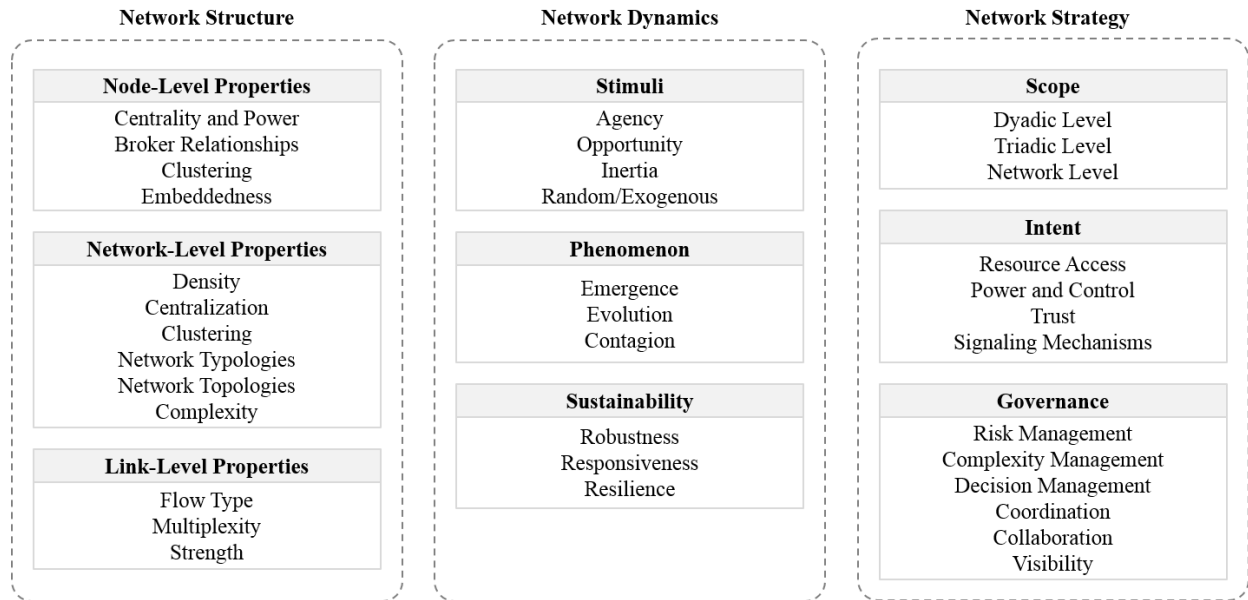 Network Structure
Node-Level Properties
Centrality and Power
Broker Relationships
Clustering
Embeddedness
Network-Level Properties
Density
Centralization
Clustering
Network Typologies
Network Topologies
Complexity
Link-Level Properties
Flow Type
Multiplexity
Strength
Network Dynamics
Stimuli
Agency
Opportunity
Inertia
Random/Exogenous
Phenomenon
Emergence
Evolution
Contagion
Sustainability
Robustness
Responsiveness
Resilience
Network Strategy
Scope
Dyadic Level
Triadic Level
Network Level
Intent
Resource Access
Power and Control
Trust
Signaling Mechanisms
Governance
Risk Management
Complexity Management
Decision Management
Coordination
Collaboration
Visibility